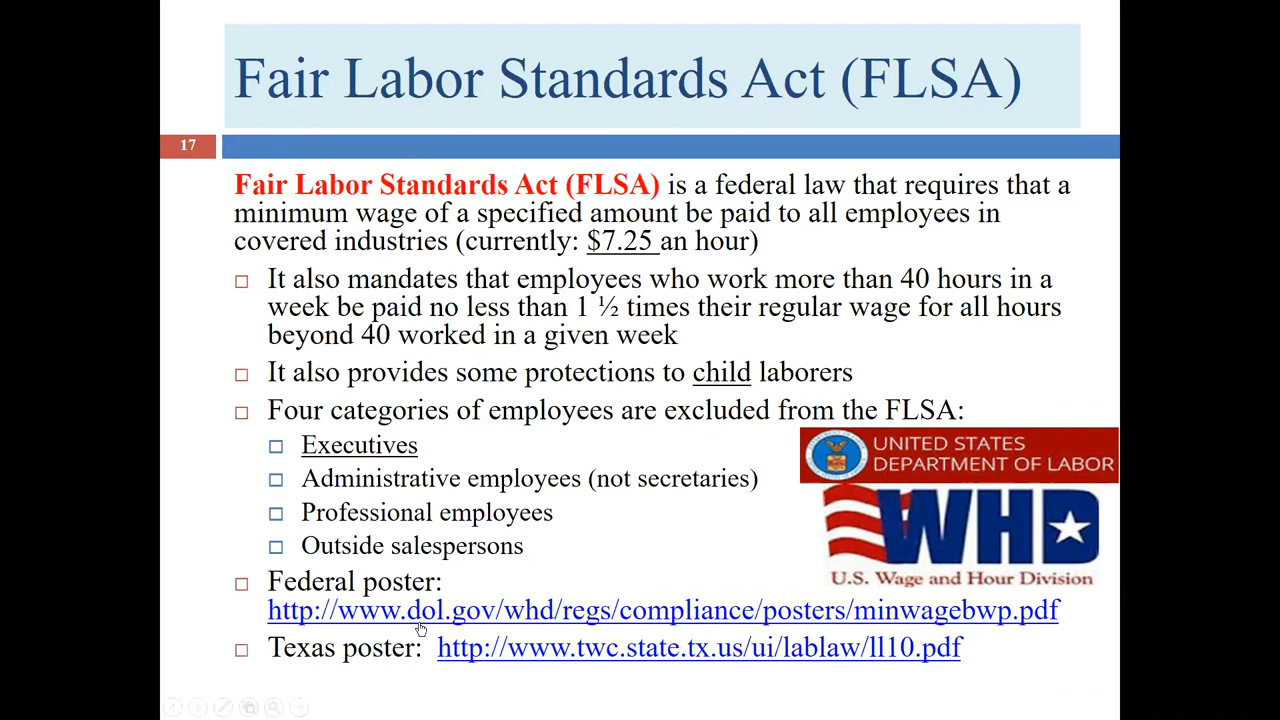 Fair Labor Standards Act (FLSA)
17
Fair Labor Standards Act (FLSA) is a federal law that requires that a
minimum wage of a specified amount be paid to all employees in
covered industries (currently: $7.25 an hour)
It also mandates that employees who work more than 40 hours in a
week be paid no less than 1 ½ times their regular wage for all hours
beyond 40 worked in a given week
It also provides some protections to child laborers
Four categories of employees are excluded from the FLSA:
Executives
Administrative employees (not secretaries)
Professional employees
Outside salespersons
UNITED STATES
DEPARTMENT OF LABOR
WHD
U.S. Wage and Hour Division
Federal poster:
http://www.dol.gov/whd/regs/compliance/posters/minwagebwp.pdf
Texas poster: http://www.twc.state.tx.us/ui/lablaw/ll10.pdf